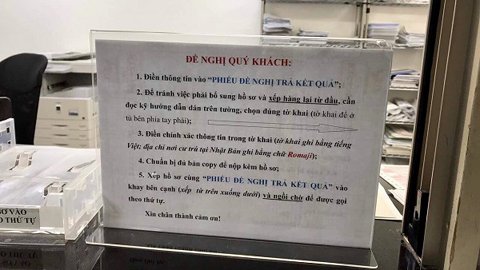 ĐỀ NGHỊ QUÝ KHÁCH:
1. Điền thông tin vào "PHIẾU ĐỀ NGHỊ TRẢ KẾT QUẢ";
2. Để tránh việc phải bổ sung hồ sơ và xếp hàng lại từ đầu, cần
đọc kỹ hướng dẫn dán trên tường, chọn đúng tờ khai (tờ khai để ở
tủ bên phía tay phải);
3. Điền chính xác thông tin trong tờ khai (tờ khai ghi bằng tiếng
Việt; địa chỉ nơi cư trú tại Nhật Bản ghi bằng chữ Romaji);
4. Chuẩn bị đủ bản copy để nộp kèm hồ sơ;
5. Xếp hồ sơ cùng "PHIẾU ĐỀ NGHỊ TRẢ KẾT QUẢ" vào
khay bên cạnh (xếp từ trên xuống dưới) và ngồi chờ để được gọi
theo thứ tự.
Xin chân thành cảm ơn!
SƠ VÀO
THỨ TỰ